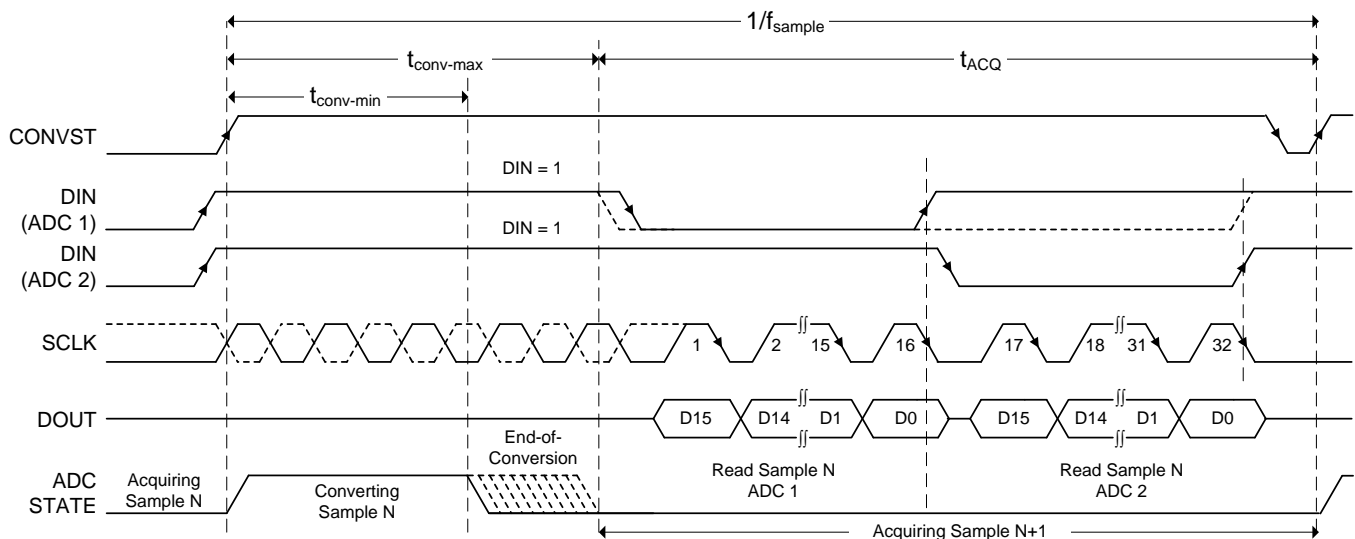 1/fsample
tconv-max
tACQ
tconv-min
CONVST
DIN = 1
DIN
(ADC 1)
DIN = 1
DIN
(ADC 2)
SCLK
1 2 ∫∫ 15 16 17 18 ∫∫ 31 32
DOUT
D15 D14 ∫∫ D1 D0 D15 D14 ∫∫ D1 D0
∫∫ ∫∫
End-of-
Conversion
ADC
STATE
Acquiring
Sample N
Converting
Sample N
Read Sample N
ADC 1
Read Sample N
ADC 2
Acquiring Sample N+1